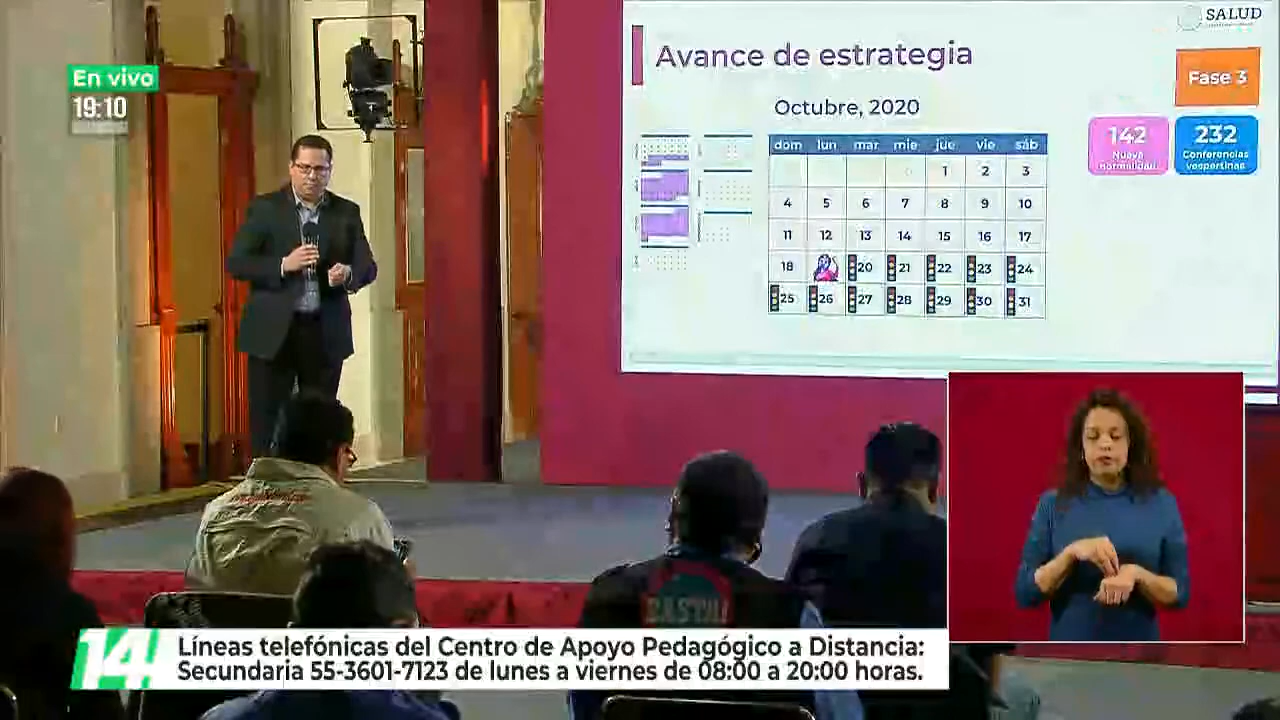 SALUD
En vivo
19:10
Avance de estrategia
Fase 3
Octubre, 2020
142
Nueva
normalidad
232
Conferencias
vespertinas
dom lun mar mie jue vie sáb
1 2 3
4 5 6 7 8 9 10
11 12 13 14 15 16 17
18 20 21 22 23 24
25 26 27 28 29 30 31
14
Líneas telefónicas del Centro de Apoyo Pedagógico a Distancia:
Secundaria 55-3601-7123 de lunes a viernes de 08:00 a 20:00 horas.